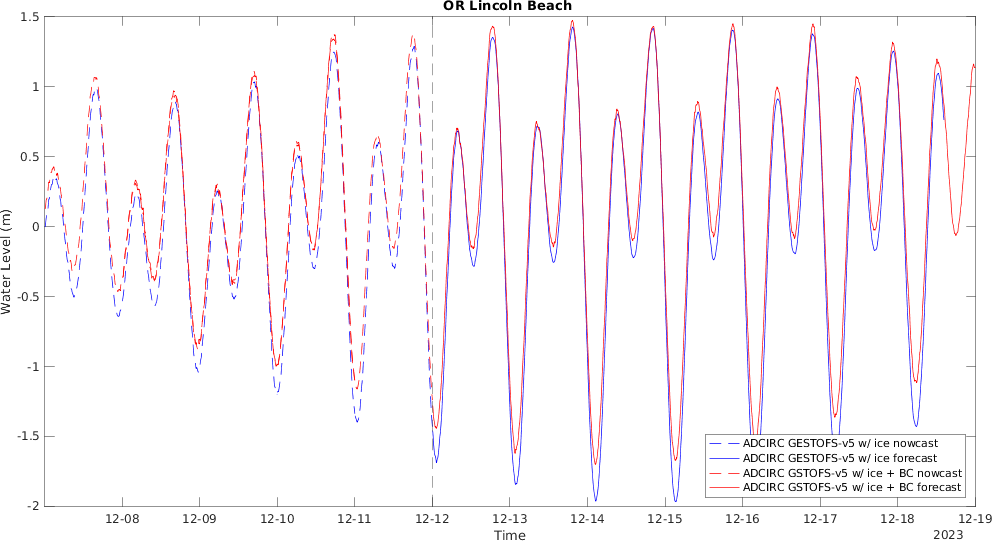 OR Lincoln Beach
1.5
1
0.5
0
-0.5
-1
-1.5
-2
Water Level (m)
ADCIRC GESTOFS-v5 w/ ice nowcast
ADCIRC GESTOFS-v5 w/ ice forecast
ADCIRC GSTOFS-v5 w/ ice + BC nowcast
ADCIRC GSTOFS-v5 w/ ice + BC forecast
12-08 12-09 12-10 12-11 12-12 12-13 12-14 12-15 12-16 12-17 12-18 12-19
Time
2023